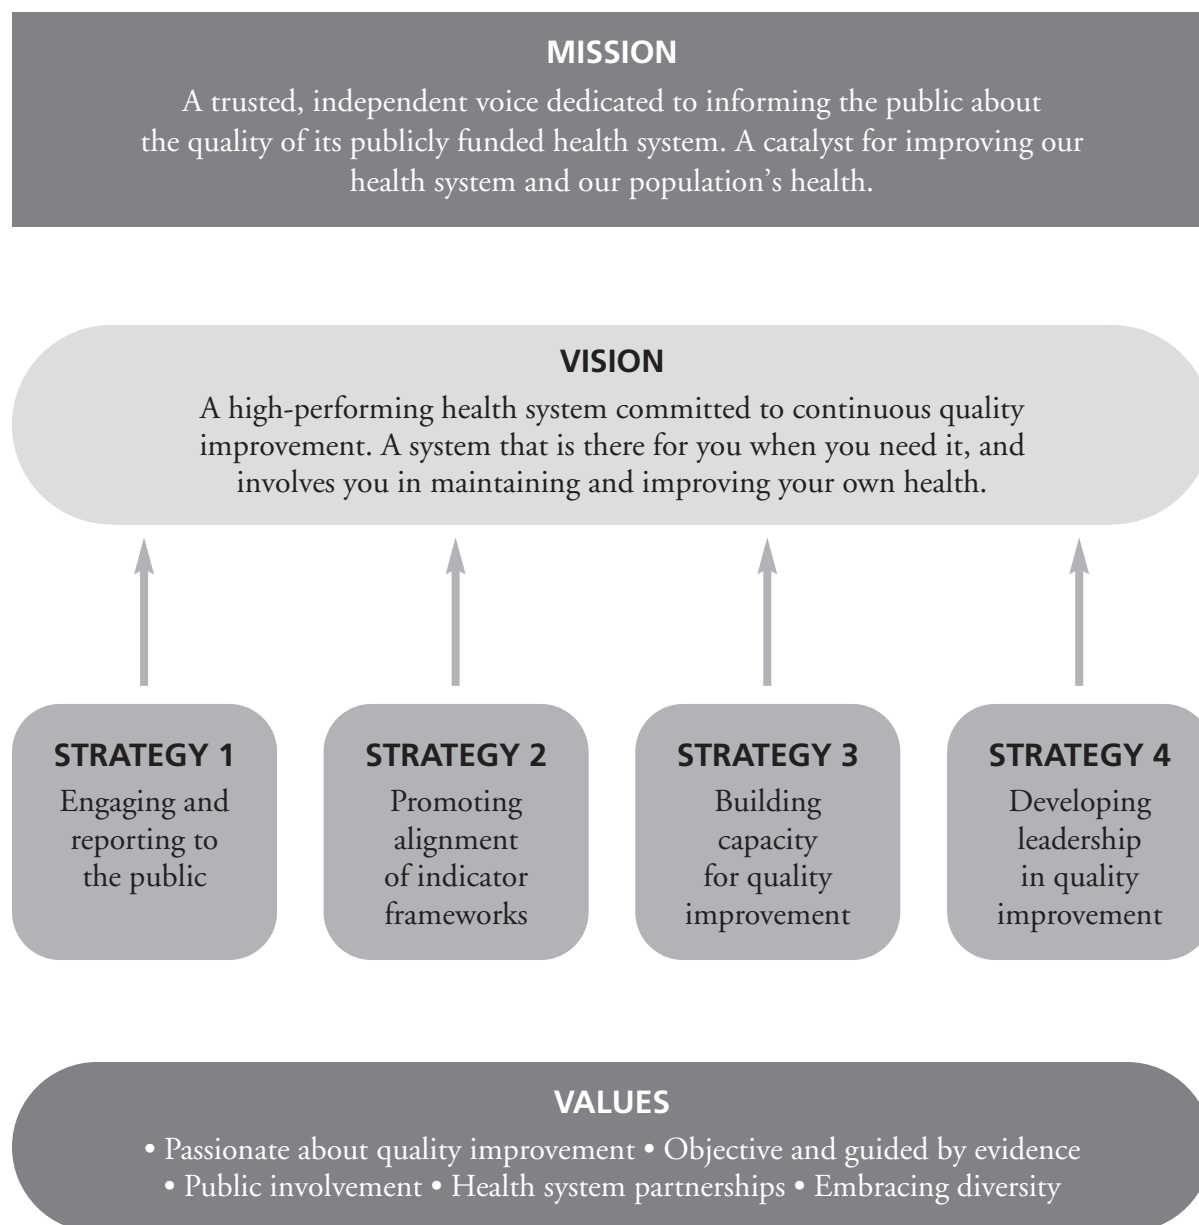 MISSION
A trusted, independent voice dedicated to informing the public about
the quality of its publicly funded health system. A catalyst for improving our
health system and our population’s health.
VISION
A high-performing health system committed to continuous quality
improvement. A system that is there for you when you need it, and
involves you in maintaining and improving your own health.
STRATEGY 1
Engaging and
reporting to
the public
STRATEGY 2
Promoting
alignment
of indicator
frameworks
STRATEGY 3
Building
capacity
for quality
improvement
STRATEGY 4
Developing
leadership
in quality
improvement
VALUES
• Passionate about quality improvement • Objective and guided by evidence
• Public involvement • Health system partnerships • Embracing diversity